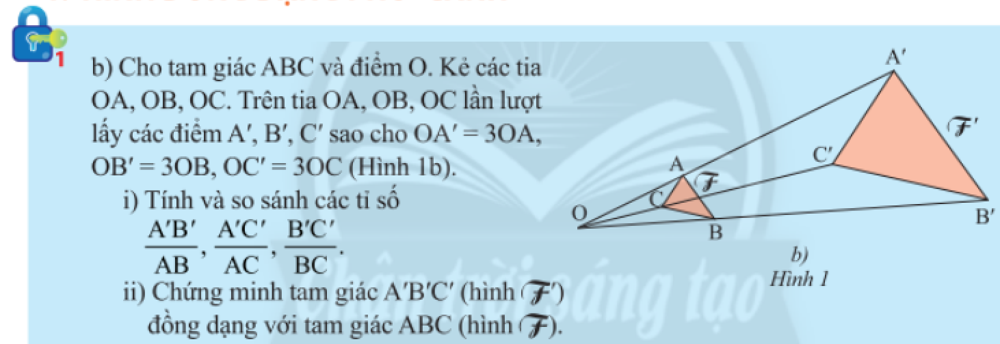 1
b) Cho tam giác ABC và điểm O. Kẻ các tia
OA, OB, OC. Trên tia OA, OB, OC lần lượt
lấy các điểm A′, B′, C′ sao cho OA′ = 3OA,
OB′ = 3OB, OC′ = 3OC (Hình 1b).
i) Tính và so sánh các tỉ số
A′B′/AB, A′C′/AC, B′C′/BC.
ii) Chứng minh tam giác A′B′C′ (hình ℱ′)
đồng dạng với tam giác ABC (hình ℱ).
A′
ℱ′
C′
A
ℱ
C
O
B
B′
b)
Hình 1
Chân trời sáng tạo